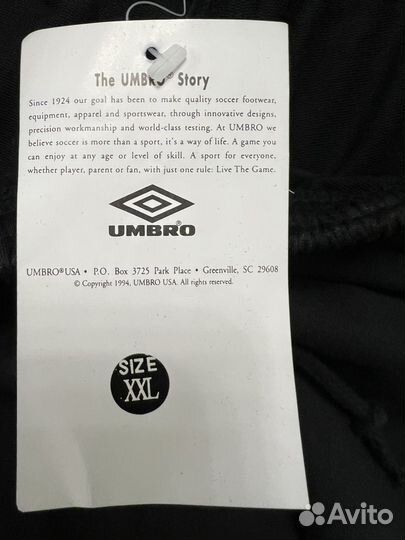 The UMBRO® Story
Since 1924 our goal has been to make quality soccer footwear,
equipment, apparel and sportswear, through innovative designs,
precision workmanship and world-class testing. At UMBRO we
believe soccer is more than a sport, it's a way of life. A game you
can enjoy at any age or level of skill. A sport for everyone,
whether player, parent or fan, with just one rule: Live The Game.
UMBRO
UMBRO®USA • P.O. Box 3725 Park Place • Greenville, SC 29608
© Copyright 1994, UMBRO USA. All rights reserved.
SIZE
XXL
Avito